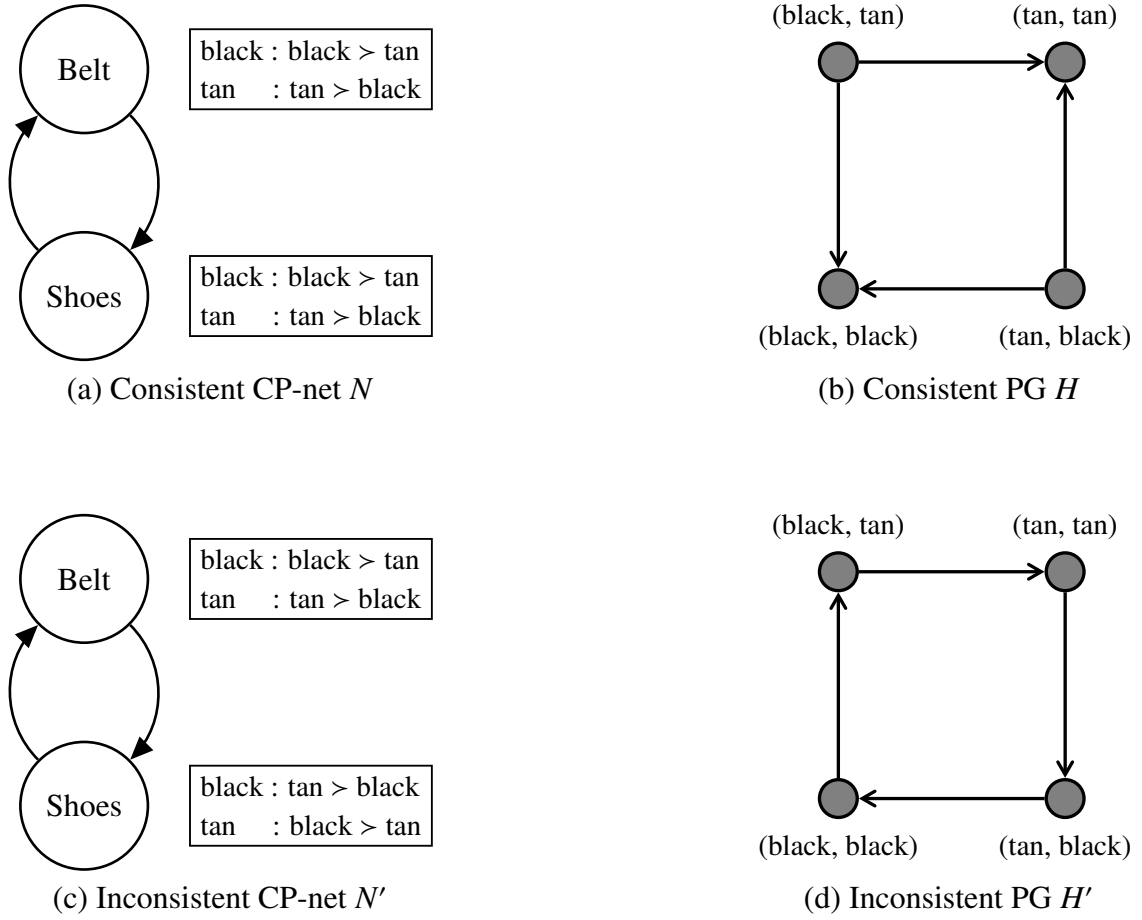 (black, tan) (tan, tan)
Belt
black : black ≻ tan
tan : tan ≻ black
Shoes
black : black ≻ tan
tan : tan ≻ black
(black, black) (tan, black)
(a) Consistent CP-net N
(b) Consistent PG H
(black, tan) (tan, tan)
Belt
black : black ≻ tan
tan : tan ≻ black
Shoes
black : tan ≻ black
tan : black ≻ tan
(black, black) (tan, black)
(c) Inconsistent CP-net N′
(d) Inconsistent PG H′